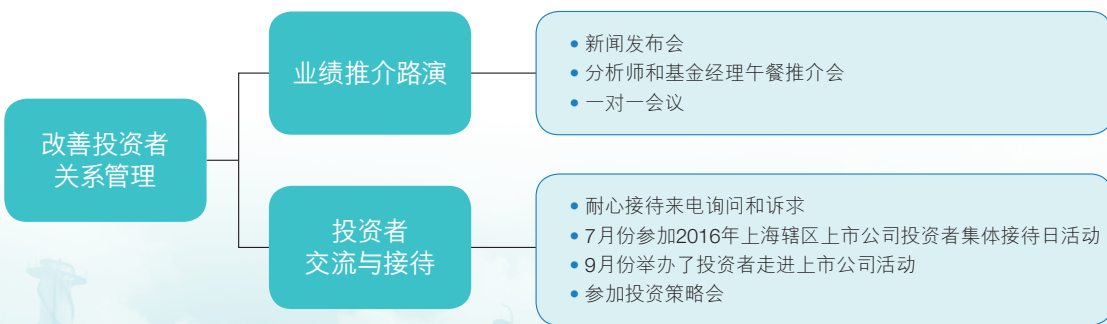 改善投资者
关系管理
业绩推介路演
• 新闻发布会
• 分析师和基金经理午餐推介会
• 一对一会议
投资者
交流与接待
• 耐心接待来电询问和诉求
• 7月份参加2016年上海辖区上市公司投资者集体接待日活动
• 9月份举办了投资者走进上市公司活动
• 参加投资策略会